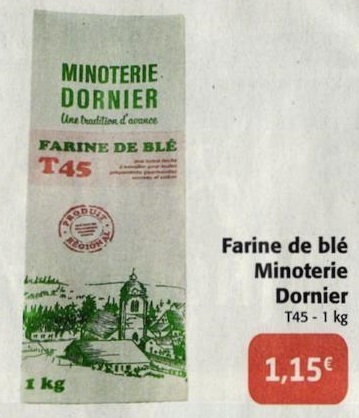 MINOTERIE
DORNIER
Une tradition d'avance
FARINE DE BLÉ
T45
PRODUIT
RÉGIONAL
1 kg
Farine de blé
Minoterie
Dornier
T45 - 1 kg
1,15€